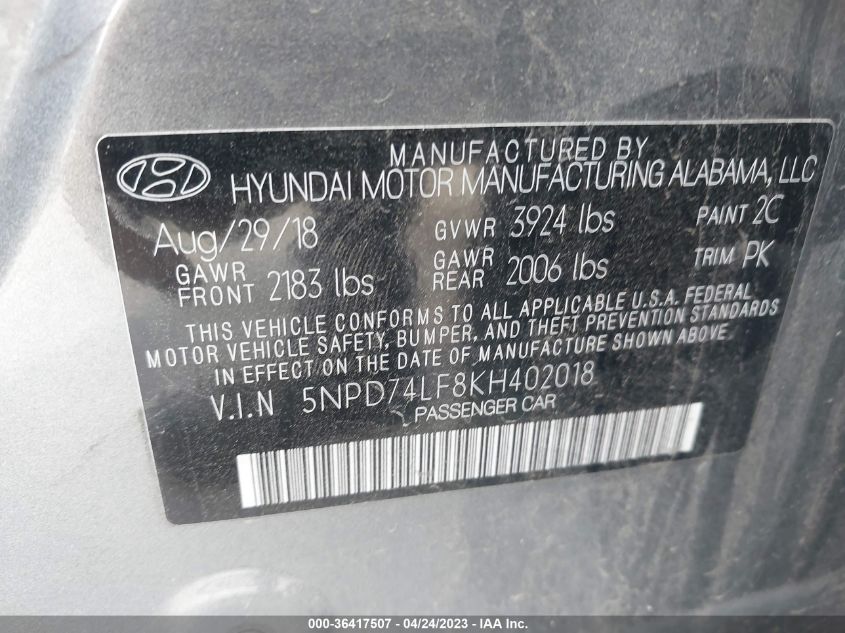 MANUFACTURED BY
HYUNDAI MOTOR MANUFACTURING ALABAMA, LLC
Aug/29/18 GVWR 3924 lbs PAINT 2C
GAWR FRONT 2183 lbs GAWR REAR 2006 lbs TRIM PK
THIS VEHICLE CONFORMS TO ALL APPLICABLE U.S.A. FEDERAL
MOTOR VEHICLE SAFETY, BUMPER, AND THEFT PREVENTION STANDARDS
IN EFFECT ON THE DATE OF MANUFACTURE SHOWN ABOVE.
V.I.N 5NPD74LF8KH402018
PASSENGER CAR
000-36417507 - 04/24/2023 - IAA Inc.